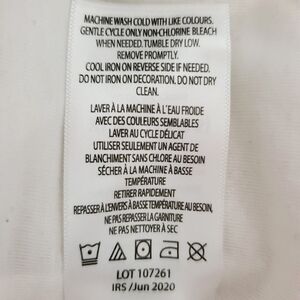 MACHINE WASH COLD WITH LIKE COLOURS.
GENTLE CYCLE ONLY NON-CHLORINE BLEACH
WHEN NEEDED. TUMBLE DRY LOW.
REMOVE PROMPTLY.
COOL IRON ON REVERSE SIDE IF NEEDED.
DO NOT IRON ON DECORATION. DO NOT DRY
CLEAN.
LAVER À LA MACHINE À L'EAU FROIDE
AVEC DES COULEURS SEMBLABLES
LAVER AU CYCLE DÉLICAT
UTILISER SEULEMENT UN AGENT DE
BLANCHIMENT SANS CHLORE AU BESOIN
SÉCHER À LA MACHINE À BASSE
TEMPÉRATURE
RETIRER RAPIDEMENT
REPASSER À L'ENVERS À BASSE TEMPÉRATURE AU BESOIN,
NE PAS REPASSER LA GARNITURE
NE PAS NETTOYER À SEC
LOT 107261
IRS /Jun 2020